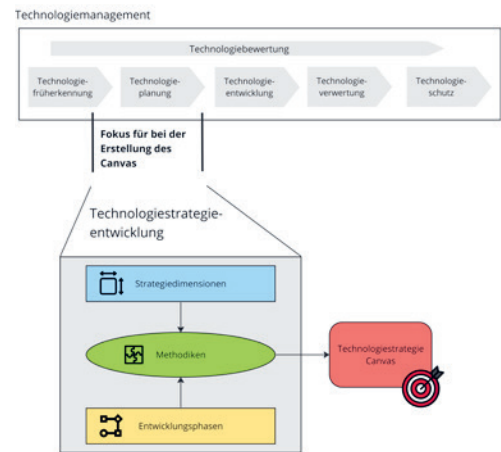 Technologiemanagement
Technologiebewertung
Technologie-
früherkennung
Technologie-
planung
Technologie-
entwicklung
Technologie-
verwertung
Technologie-
schutz
Fokus für bei der
Erstellung des
Canvas
Technologiestrategie-
entwicklung
Strategiedimensionen
Methodiken
Technologiestrategie
Canvas
Entwicklungsphasen